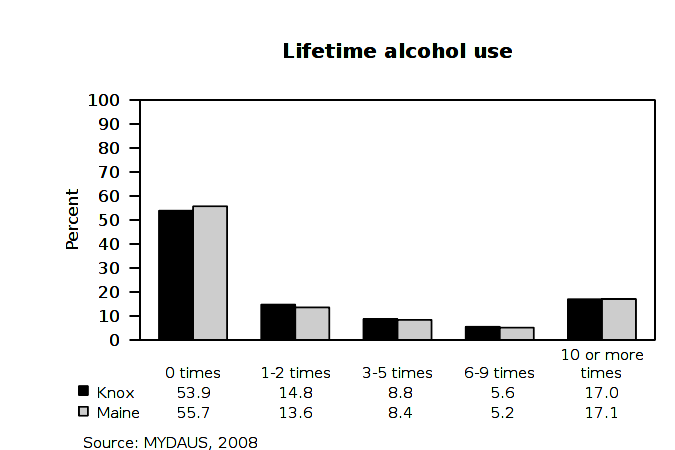 Lifetime alcohol use
Percent
100
90
80
70
60
50
40
30
20
10
0
0 times 1-2 times 3-5 times 6-9 times 10 or more times
Knox 53.9 14.8 8.8 5.6 17.0
Maine 55.7 13.6 8.4 5.2 17.1
Source: MYDAUS, 2008